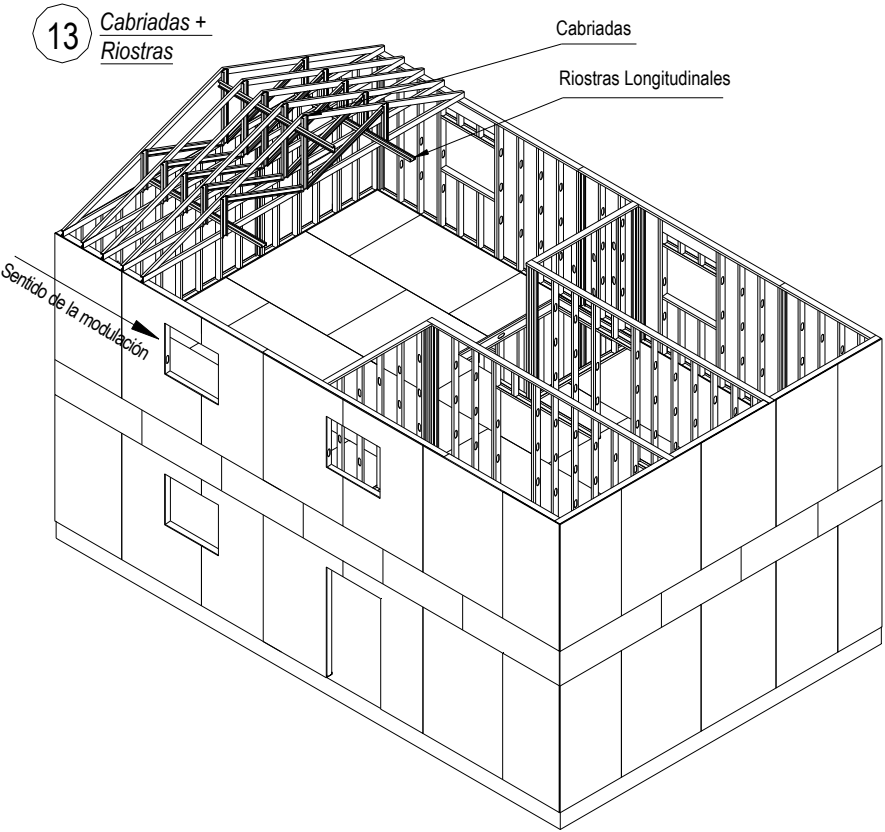 13
Cabriadas +
Riostras
Cabriadas
Riostras Longitudinales
Sentido de la modulación